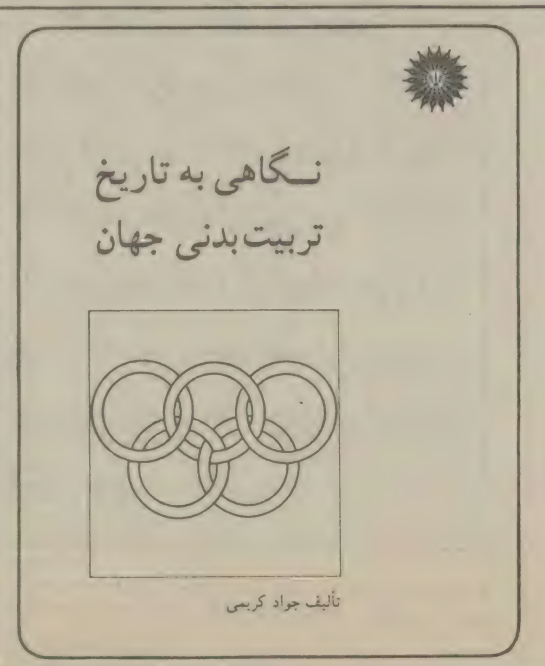 نگاهی به تاریخ
تربیت بدنی جهان
تألیف جواد کریمی